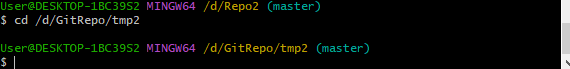 User@DESKTOP-1BC39S2 MINGW64 /d/Repo2 (master)
$ cd /d/GitRepo/tmp2
User@DESKTOP-1BC39S2 MINGW64 /d/GitRepo/tmp2 (master)
$